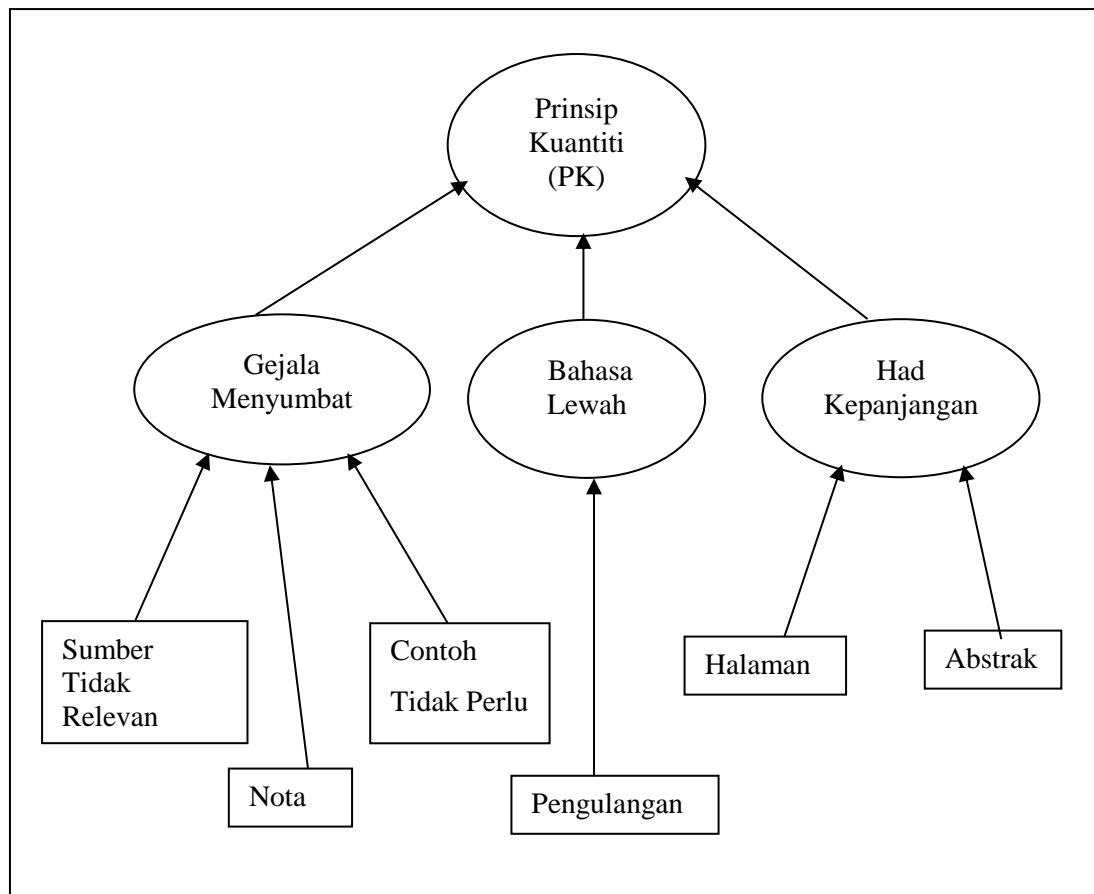 Prinsip
Kuantiti
(PK)
Gejala
Menyumbat
Bahasa
Lewah
Had
Kepanjangan
Sumber
Tidak
Relevan
Contoh
Tidak Perlu
Halaman
Abstrak
Nota
Pengulangan